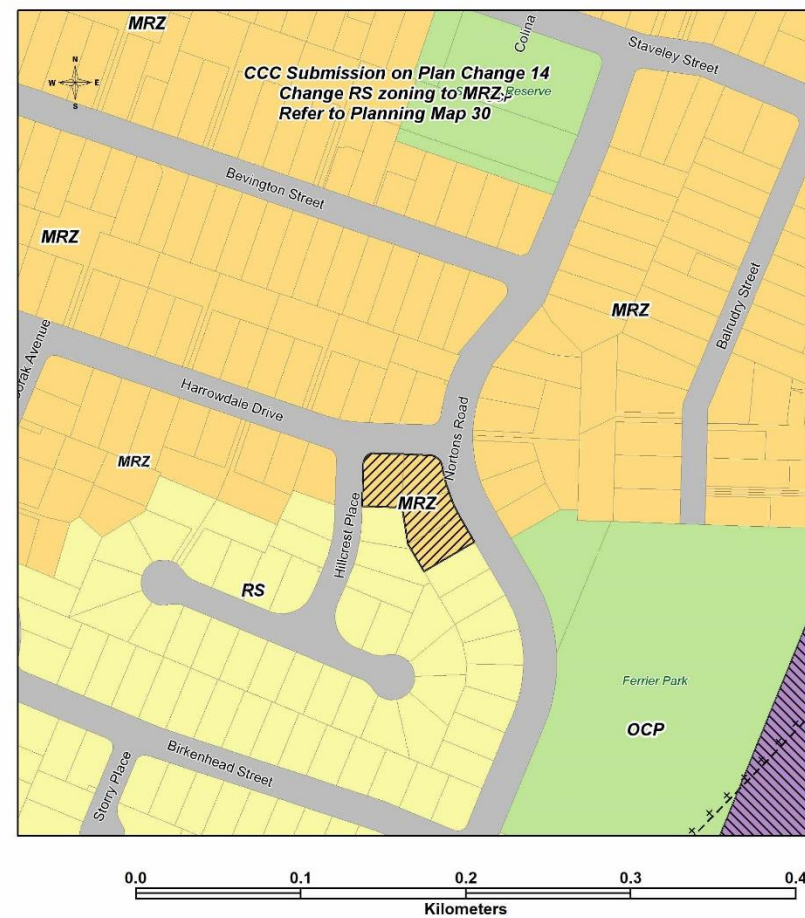 MRZ
Colina
Staveley Street
N
W E
S
CCC Submission on Plan Change 14
Change RS zoning to MRZ.
Reserve
Refer to Planning Map 30
Bevington Street
MRZ
MRZ
Balrudry Street
Harrowdale Drive
Nortons Road
MRZ
MRZ
Hillcrest Place
RS
Ferrier Park
OCP
Birkenhead Street
Storry Place
0.0 0.1 0.2 0.3 0.4
Kilometers